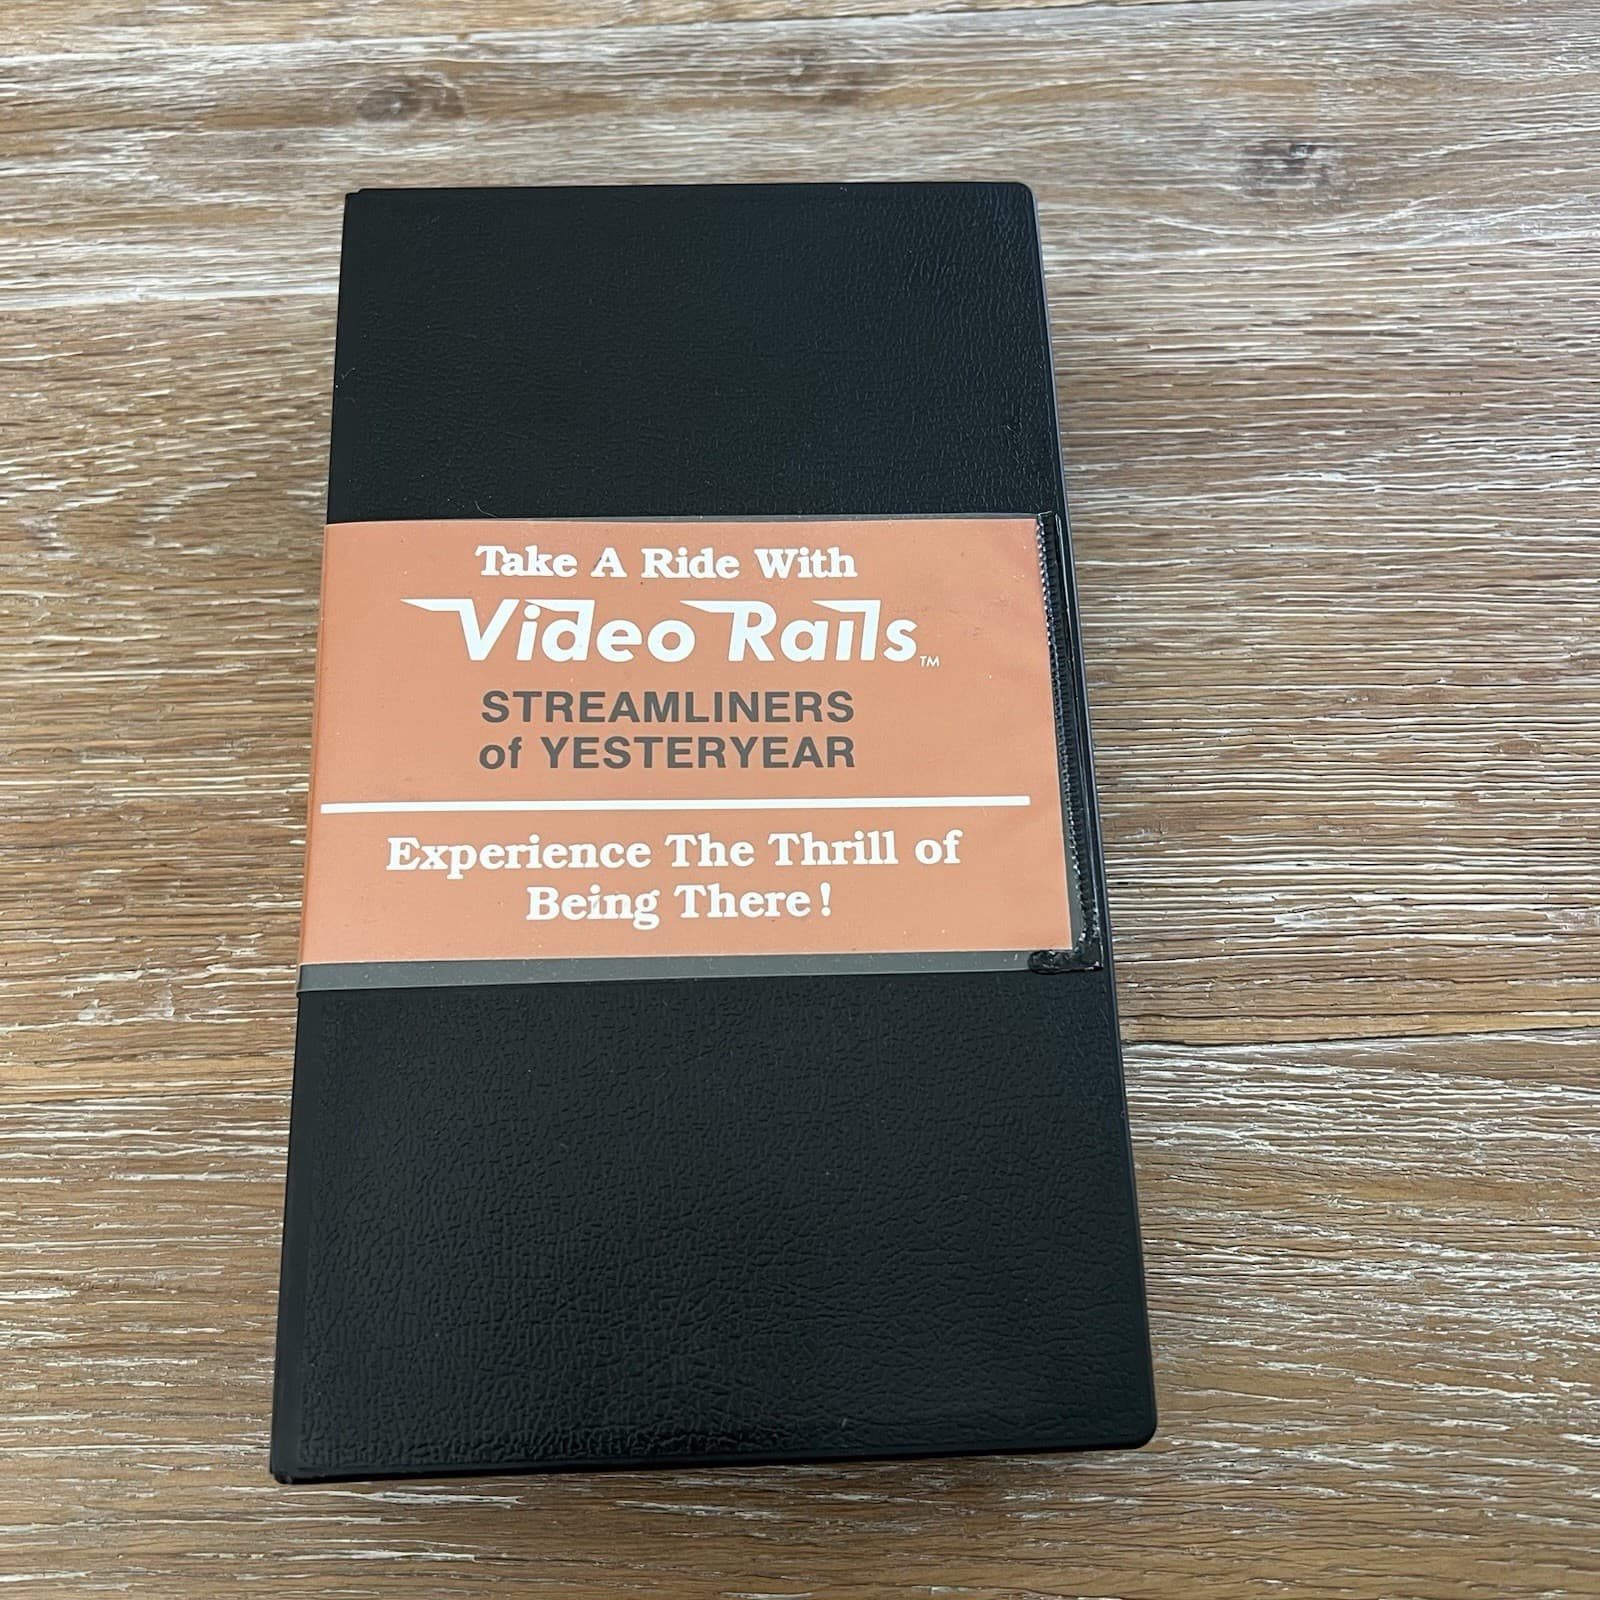 Take A Ride With
Video Rails™
STREAMLINERS
of YESTERYEAR
Experience The Thrill of
Being There!